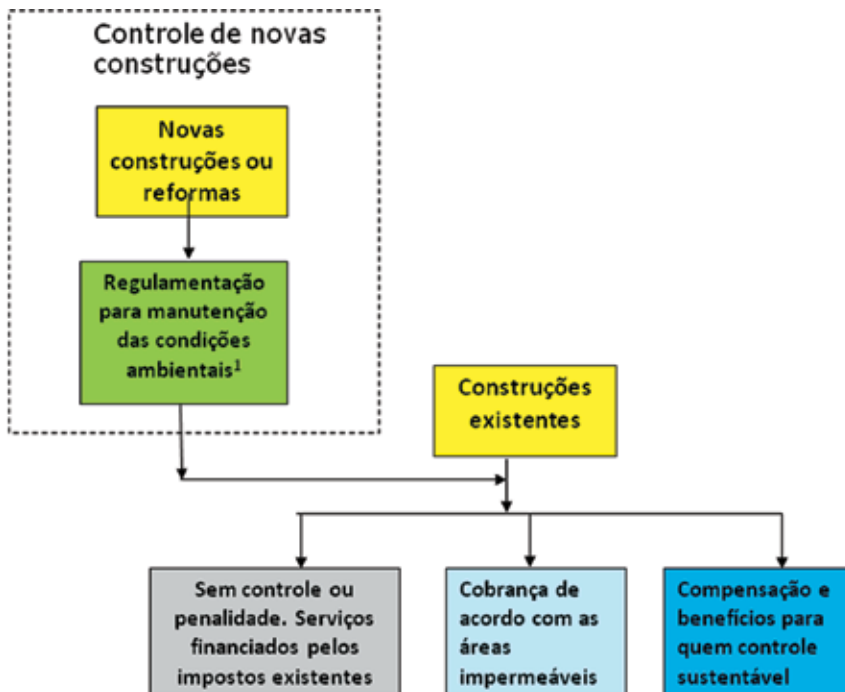 Controle de novas
construções
Novas
construções ou
reformas
Regulamentação
para manutenção
das condições
ambientais¹
Construções
existentes
Sem controle ou
penalidade. Serviços
financiados pelos
impostos existentes
Cobrança de
acordo com as
áreas
impermeáveis
Compensação e
benefícios para
quem controle
sustentável